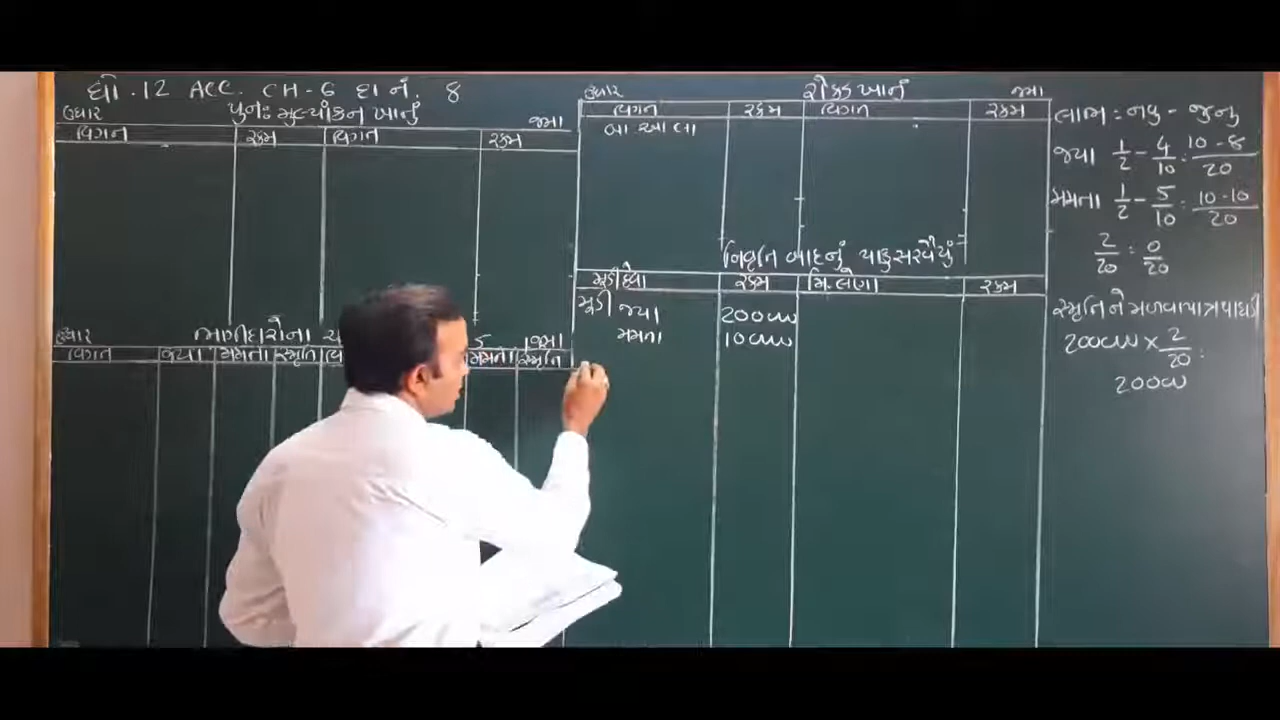 ધો. 12 ACC. CH-6 દા નં. 8
ઉધાર પુનઃમુલ્યાંકન ખાનું જમા
વિગત રકમ વિગત રકમ
ઉધાર ભાગીદારોના જમા
વિગત જયા મમતા સ્મૃતિ મમતા સ્મૃતિ
ઉધાર રોકડ ખાનું જમા
વિગત રકમ વિગત રકમ
બા આ લા
નિવૃતિ બાદનું પાકુ સરવૈયું
મૂડી દેવા રકમ મિ.લેણા રકમ
મૂડી જયા 200000
મમતા 100000
લાભ = નવુ - જુનુ
જયા 1/2 - 4/10 = 10-8/20
મમતા 1/2 - 5/10 = 10-10/20
2/20 = 0/20
સ્મૃતિને મળવાપાત્ર પાઘડી
200000 x 2/20 =
20000